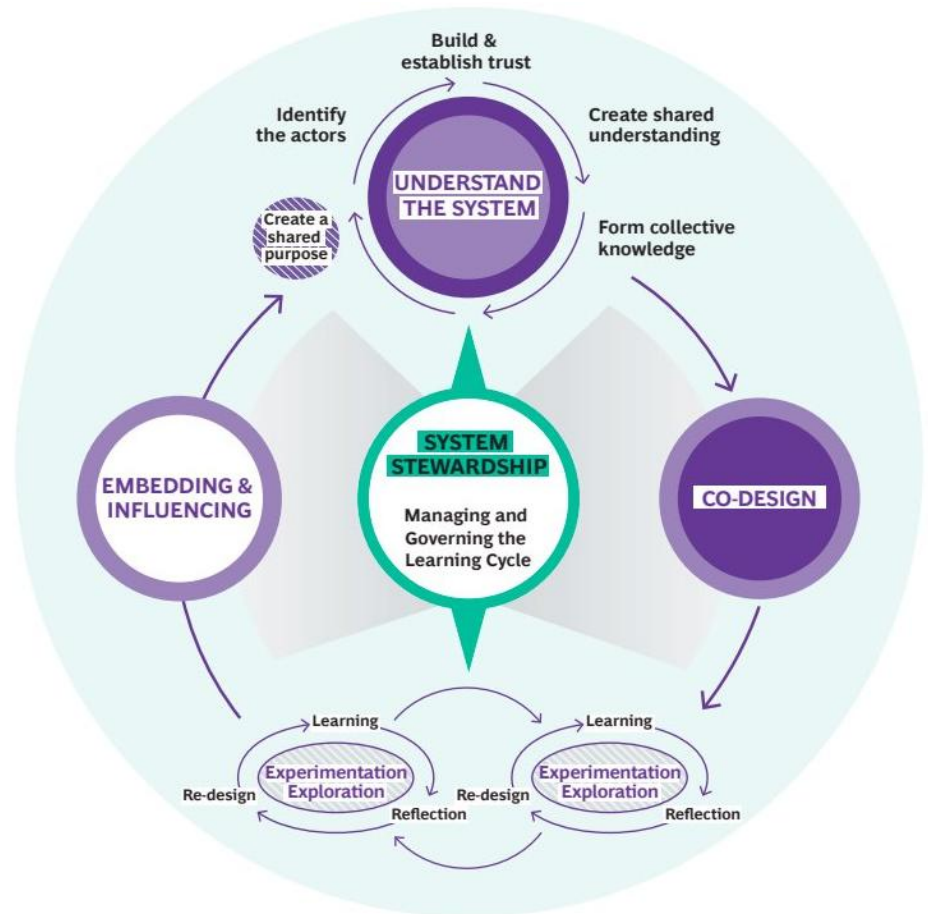 Build &
establish trust
Identify
the actors
Create shared
understanding
UNDERSTAND
THE SYSTEM
Create a
shared
purpose
Form collective
knowledge
SYSTEM
STEWARDSHIP
Managing and
Governing the
Learning Cycle
EMBEDDING &
INFLUENCING
CO-DESIGN
Learning
Experimentation
Exploration
Re-design
Reflection
Learning
Experimentation
Exploration
Re-design
Reflection